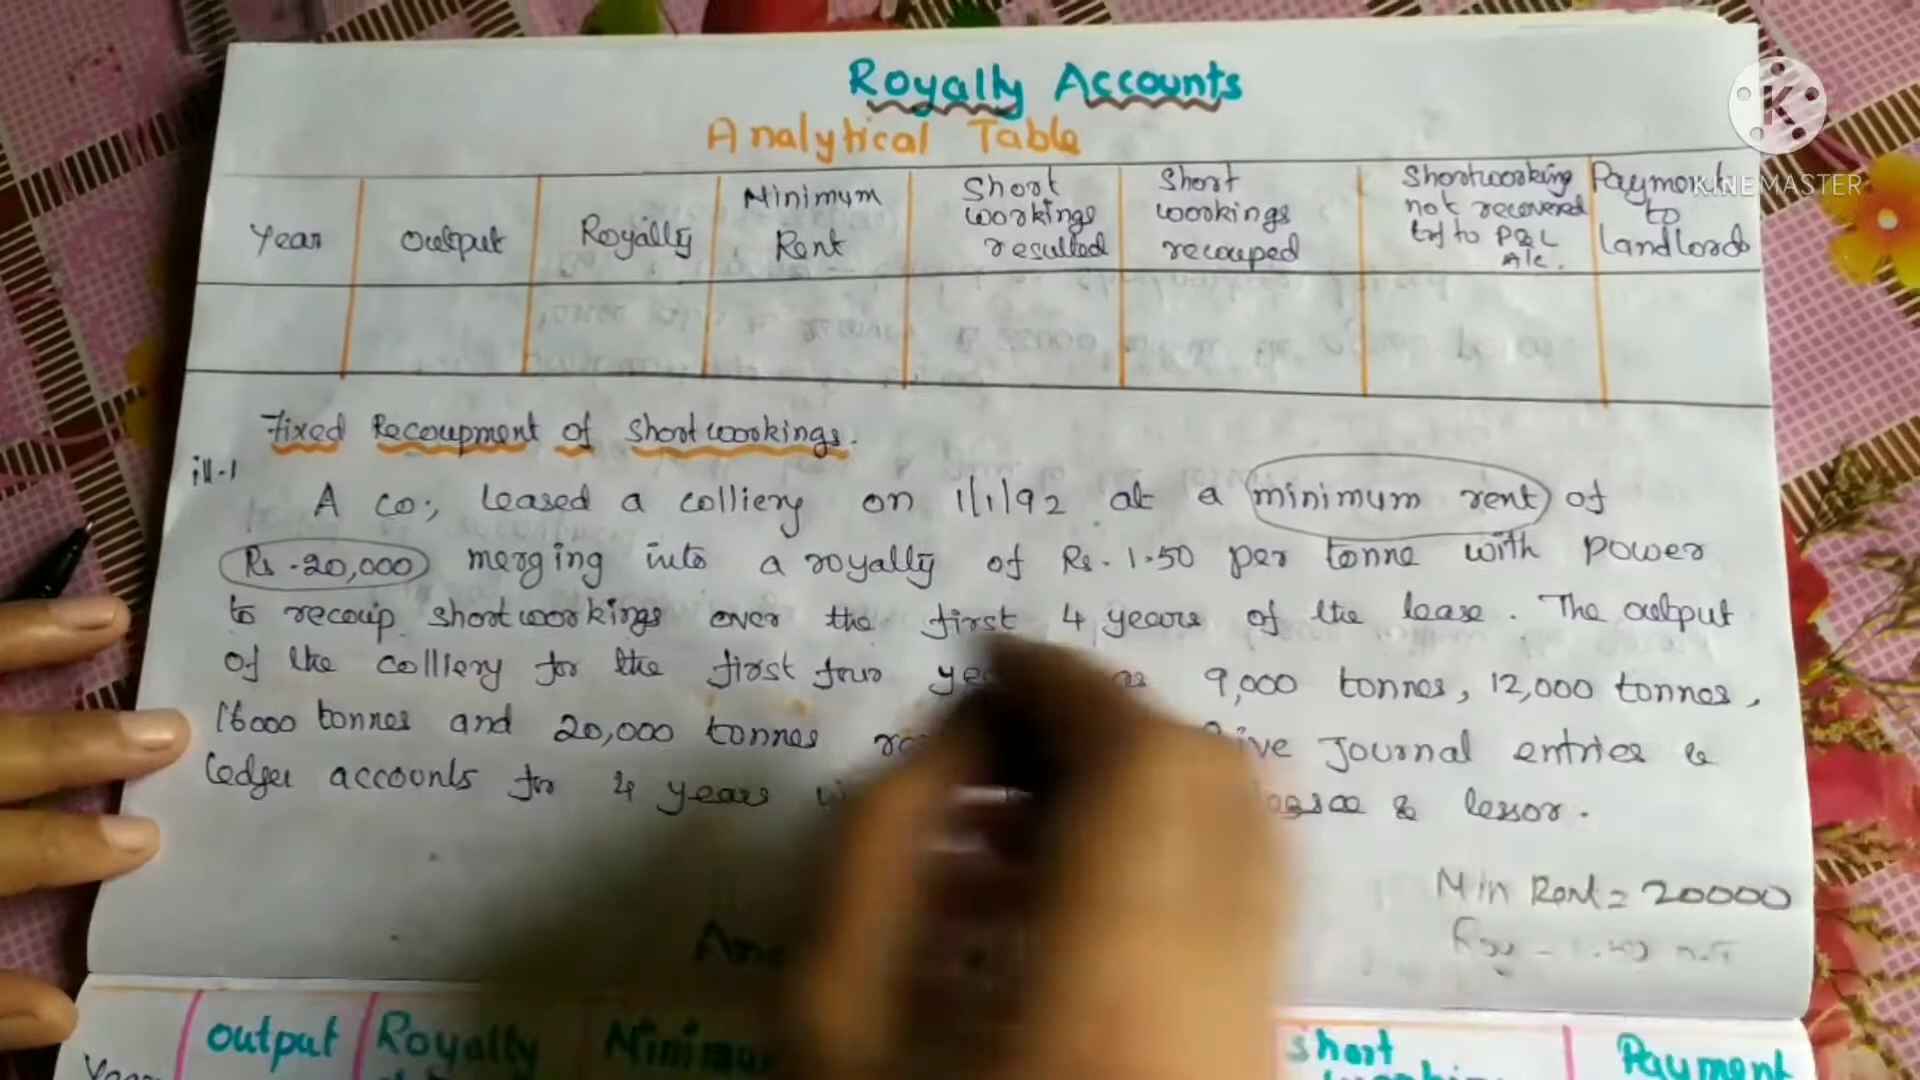 Royalty Accounts
Analytical Table
Year
Output
Royalty
Minimum
Rent
Short
workings
resulted
Short
workings
recouped
Shortworking
not recovered
trf to P&L
A/c.
Payment
to
landlord
KINEMASTER
Fixed Recoupment of Shortworkings.
ill-1
A co., leased a colliery on 1/1/92 at a minimum rent of
Rs.20,000 merging into a royalty of Rs. 1.50 per tonne with power
to recoup shortworkings over the first 4 years of the lease. The output
of the colliery for the first four 9,000 tonnes, 12,000 tonnes,
16000 tonnes and 20,000 tonnes Journal entries &
ledger accounts for 4 years & lessor.
Min Rent = 20000
output
Royalty
short
Payment